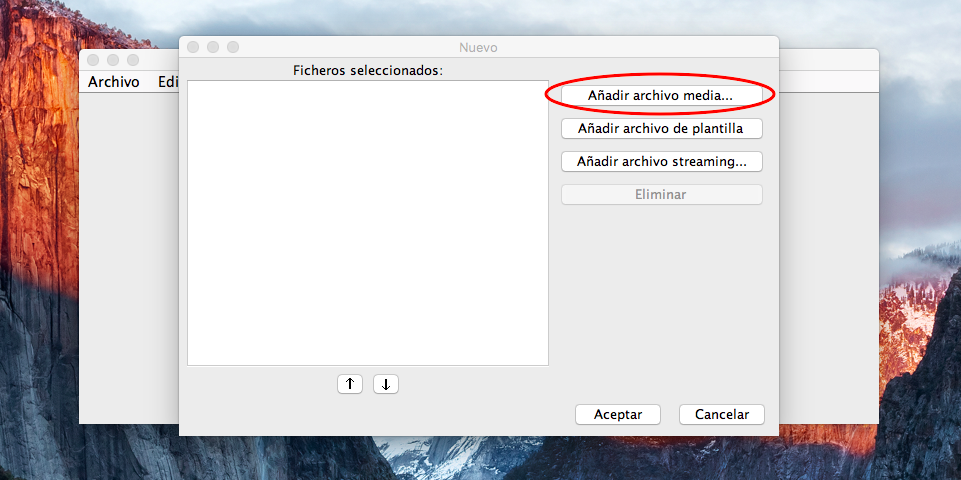 Nuevo
Archivo Edi
Ficheros seleccionados:
Añadir archivo media...
Añadir archivo de plantilla
Añadir archivo streaming...
Eliminar
Aceptar Cancelar